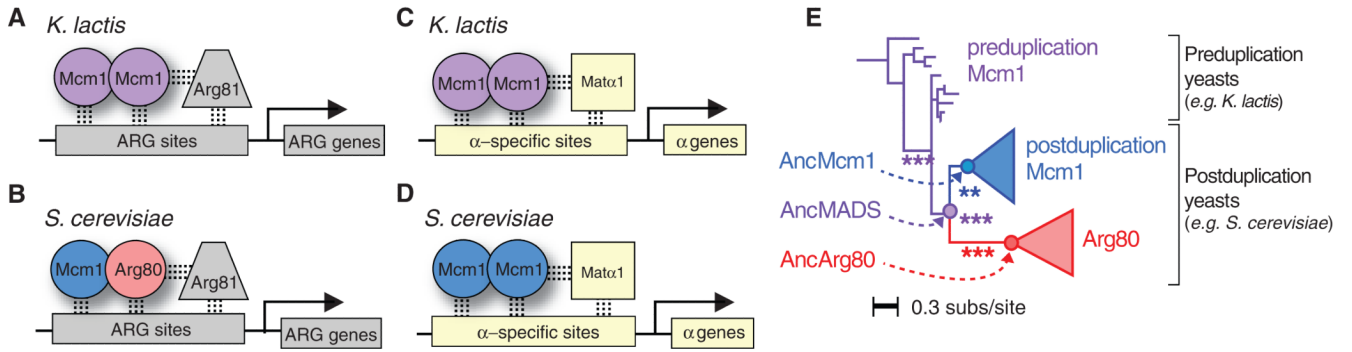 A
K. lactis
Mcm1 Mcm1
Arg81
ARG sites
ARG genes
B
S. cerevisiae
Mcm1 Arg80
Arg81
ARG sites
ARG genes
C
K. lactis
Mcm1 Mcm1
Matα1
α–specific sites
α genes
D
S. cerevisiae
Mcm1 Mcm1
Matα1
α–specific sites
α genes
E
preduplication
Mcm1
Preduplication
yeasts
(e.g. K. lactis)
***
AncMcm1
postduplication
Mcm1
**
AncMADS
***
AncArg80
***
Arg80
Postduplication
yeasts
(e.g. S. cerevisiae)
0.3 subs/site